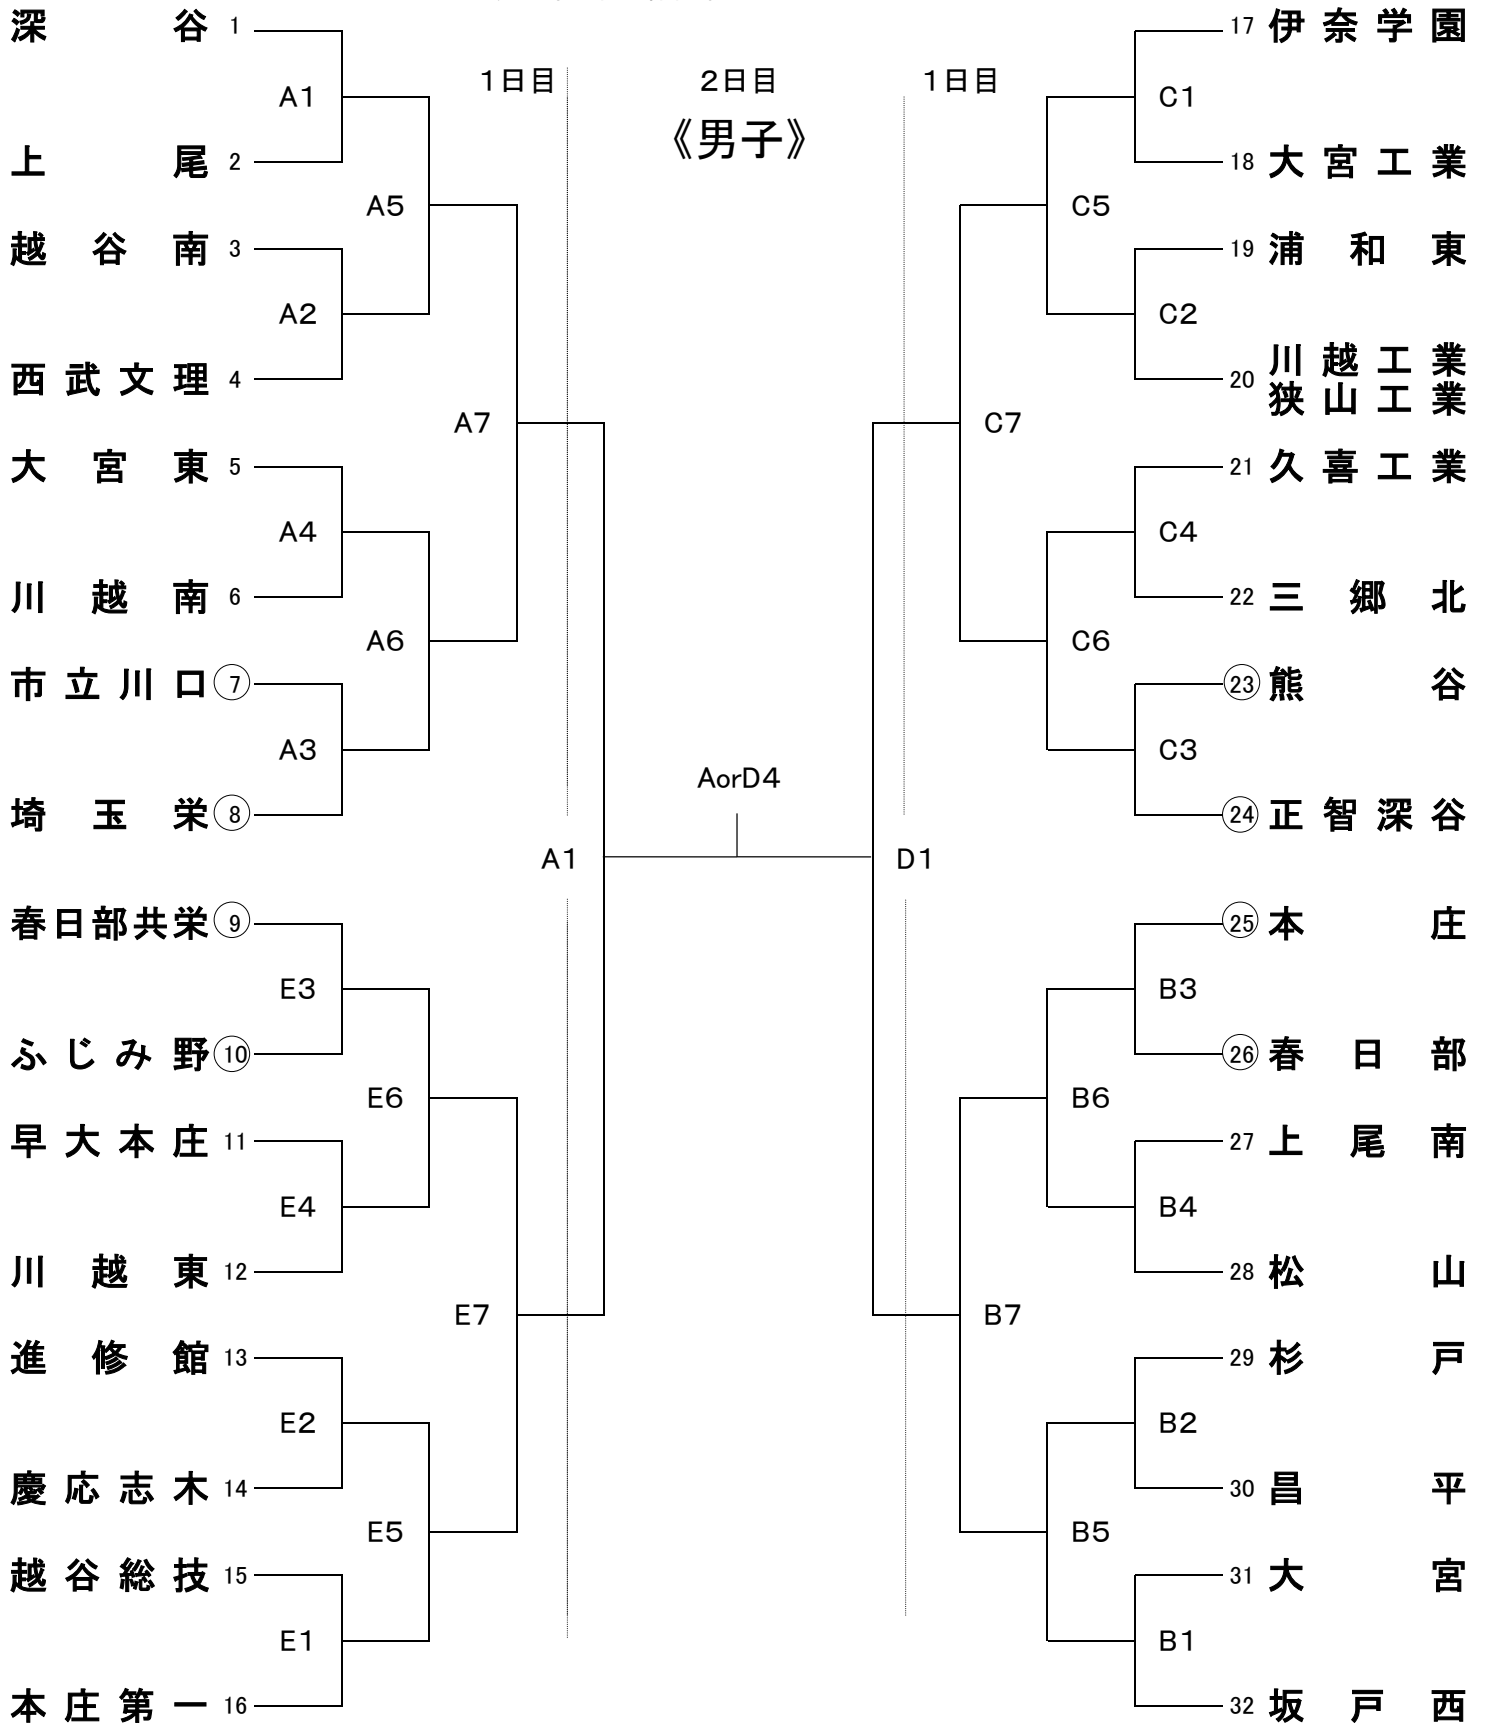 1日目
2日目
1日目
《男子》
深谷 1
A1
上尾 2
A5
越谷南 3
A2
西武文理 4
A7
大宮東 5
A4
川越南 6
A6
市立川口 ⑦
A3
埼玉栄 ⑧
A1
春日部共栄 ⑨
E3
ふじみ野 ⑩
E6
早大本庄 11
E4
川越東 12
E7
進修館 13
E2
慶応志木 14
E5
越谷総技 15
E1
本庄第一 16
AorD4
17 伊奈学園
C1
18 大宮工業
C5
19 浦和東
C2
20 川越工業
狭山工業
C7
21 久喜工業
C4
22 三郷北
C6
㉓ 熊谷
C3
㉔ 正智深谷
D1
㉕ 本庄
B3
㉖ 春日部
B6
27 上尾南
B4
28 松山
B7
29 杉戸
B2
30 昌平
B5
31 大宮
B1
32 坂戸西